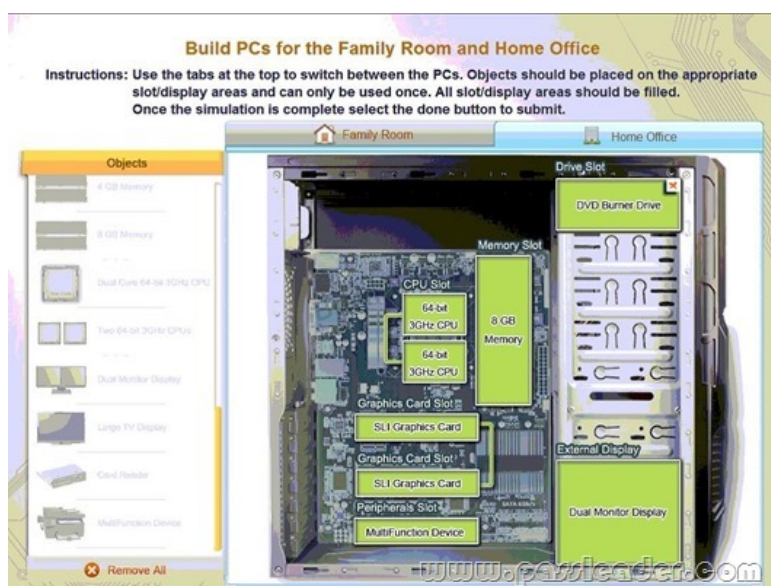 Build PCs for the Family Room and Home Office
Instructions: Use the tabs at the top to switch between the PCs. Objects should be placed on the appropriate
slot/display areas and can only be used once. All slot/display areas should be filled.
Once the simulation is complete select the done button to submit.
Family Room
Home Office
Objects
4 GB Memory
8 GB Memory
Dual Core 64-bit 3GHz CPU
Two 64-bit 3GHz CPUs
Dual Monitor Display
Large TV Display
Card Reader
MultiFunction Device
Remove All
Drive Slot
DVD Burner Drive
Memory Slot
8 GB
Memory
CPU Slot
64-bit
3GHz CPU
64-bit
3GHz CPU
Graphics Card Slot
SLI Graphics Card
Graphics Card Slot
SLI Graphics Card
Peripherals Slot
MultiFunction Device
External Display
Dual Monitor Display
www.passleader.com